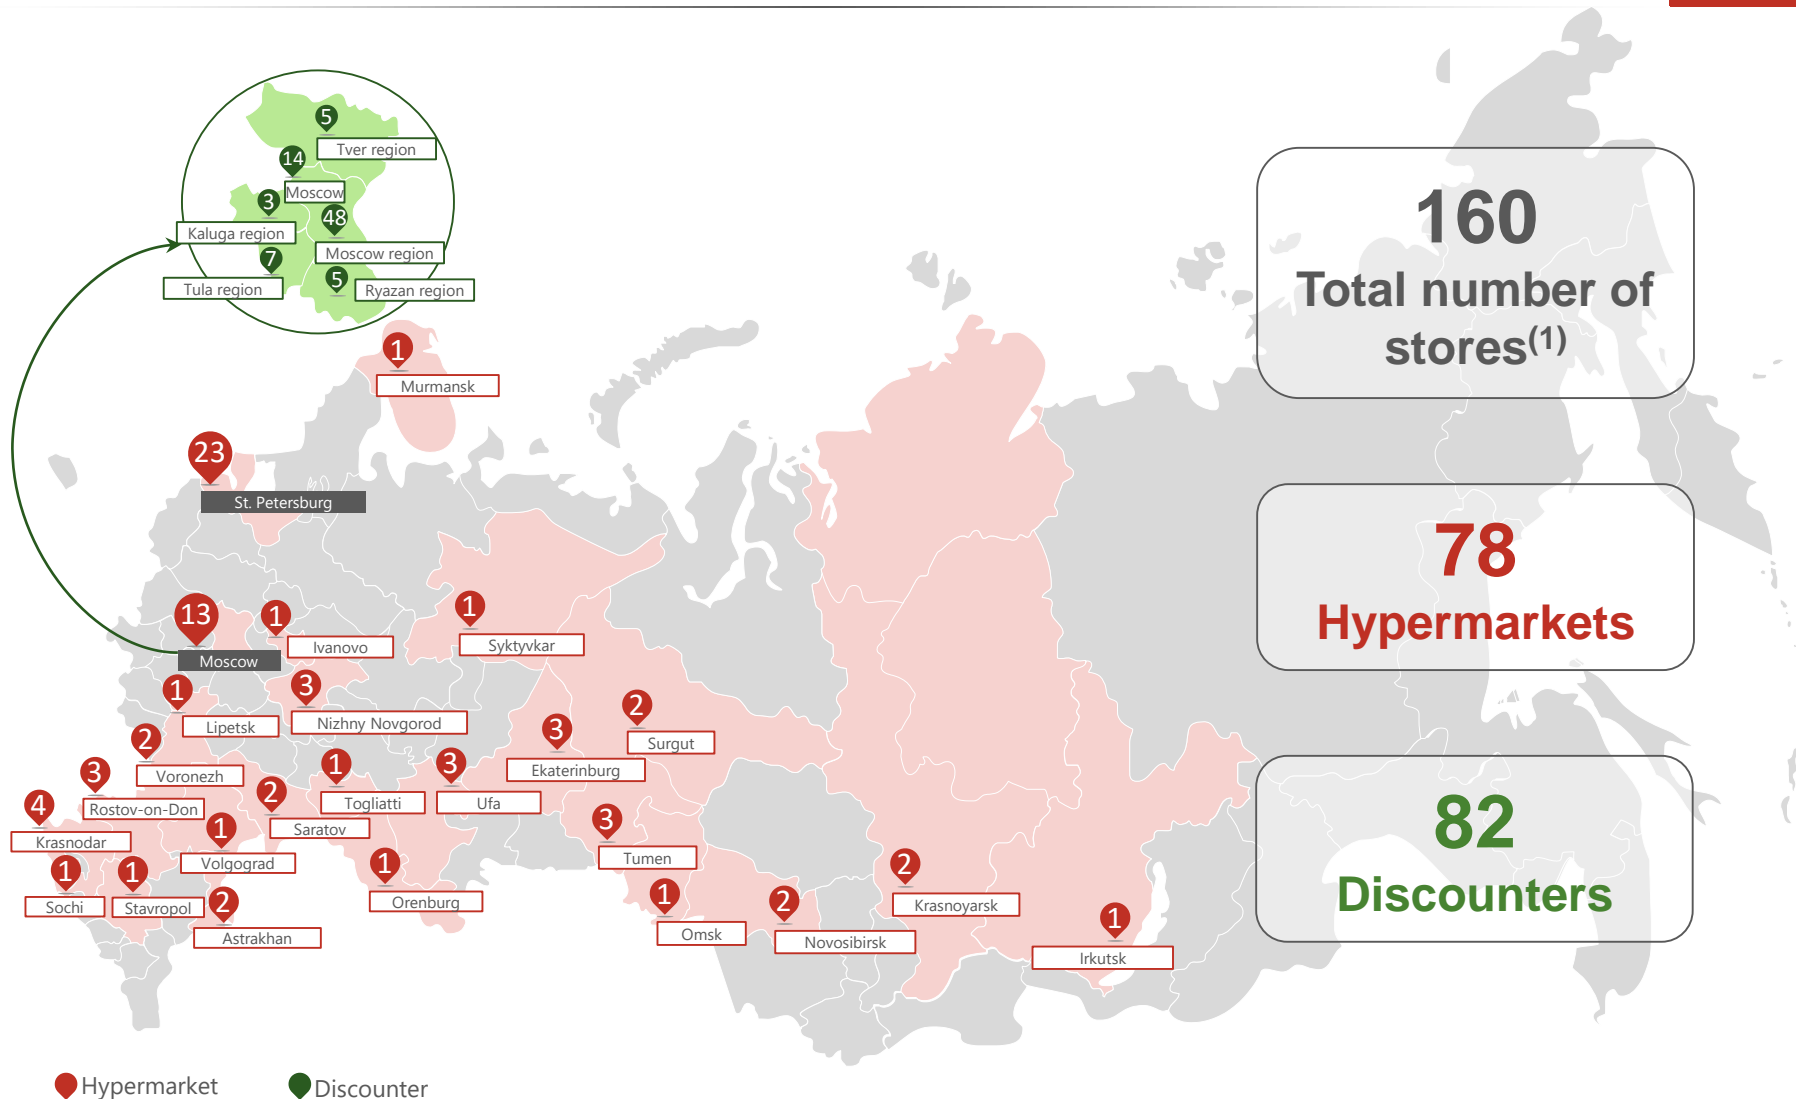 5
Tver region
14
Moscow
3
Kaluga region
48
Moscow region
7
Tula region
5
Ryazan region
1
Murmansk
23
St. Petersburg
13
Moscow
1
Ivanovo
1
Syktyvkar
1
Lipetsk
3
Nizhny Novgorod
2
Voronezh
3
Ekaterinburg
2
Surgut
3
Rostov-on-Don
1
Togliatti
3
Ufa
4
Krasnodar
2
Saratov
1
Volgograd
3
Tumen
1
Sochi
1
Stavropol
2
Astrakhan
1
Orenburg
1
Omsk
2
Novosibirsk
2
Krasnoyarsk
1
Irkutsk
160
Total number of
stores(1)
78
Hypermarkets
82
Discounters
Hypermarket
Discounter